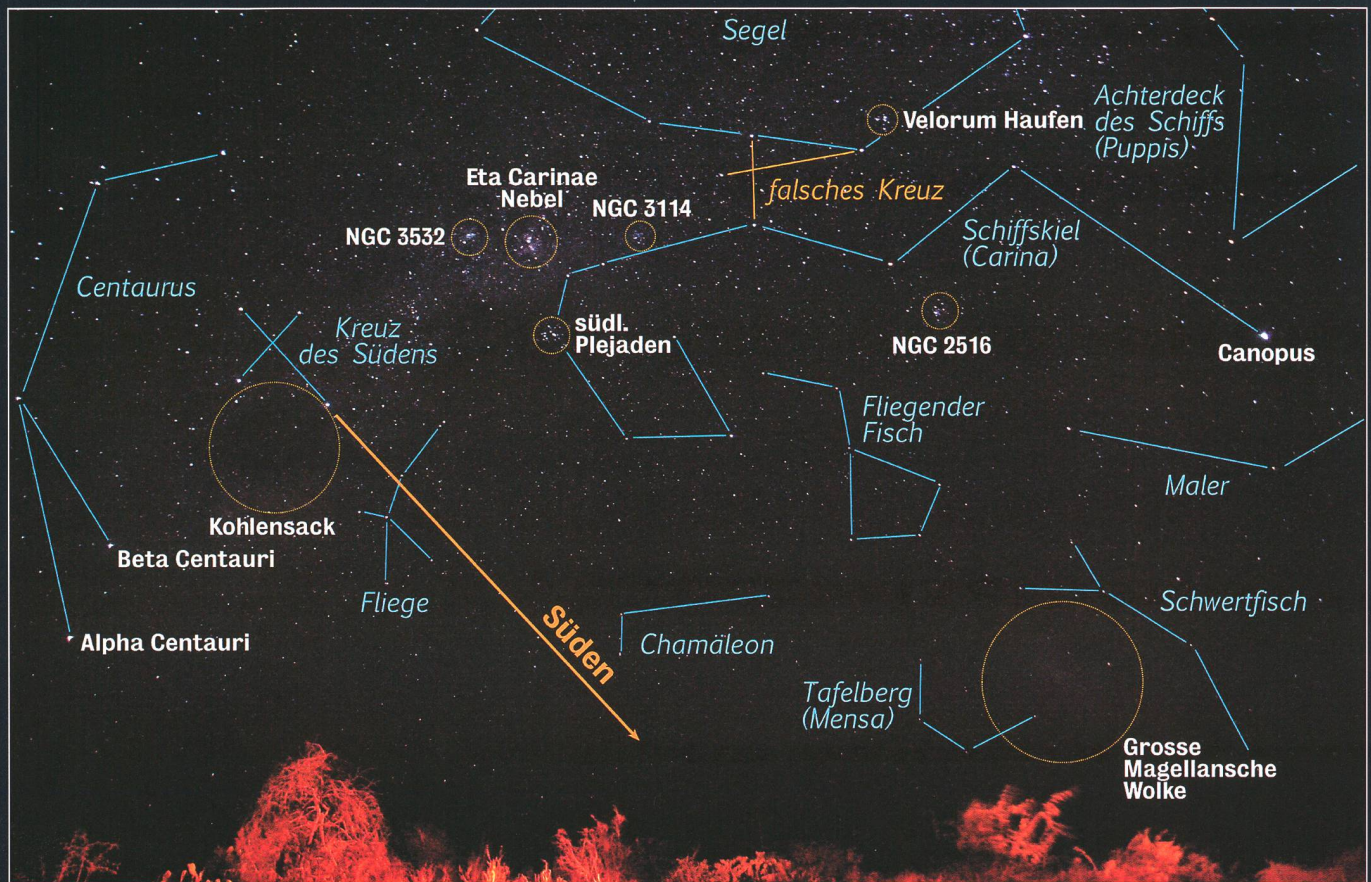 Segel
Achterdeck
des Schiffs
(Puppis)
Velorum Haufen
Eta Carinae
Nebel
falsches Kreuz
NGC 3114
NGC 3532
Schiffskiel
(Carina)
Centaurus
Kreuz
des Südens
südl.
Plejaden
NGC 2516
Canopus
Fliegender
Fisch
Maler
Kohlensack
Beta Centauri
Fliege
Schwertfisch
Süden
Alpha Centauri
Chamäleon
Tafelberg
(Mensa)
Grosse
Magellansche
Wolke